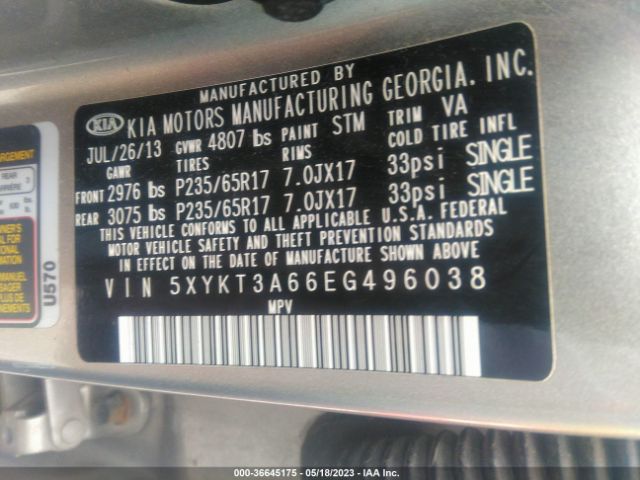 MANUFACTURED BY
KIA KIA MOTORS MANUFACTURING GEORGIA. INC.
JUL/26/13 GVWR 4807 lbs PAINT STM TRIM VA
GAWR TIRES RIMS COLD TIRE INFL
FRONT 2976 lbs P235/65R17 7.0JX17 33psi SINGLE
REAR 3075 lbs P235/65R17 7.0JX17 33psi SINGLE
THIS VEHICLE CONFORMS TO ALL APPLICABLE U.S.A. FEDERAL
MOTOR VEHICLE SAFETY AND THEFT PREVENTION STANDARDS
IN EFFECT ON THE DATE OF MANUFACTURE SHOWN ABOVE.
VIN 5XYKT3A66EG496038
MPV
REAR
U570
000-36645175 — 05/18/2023 — IAA Inc.